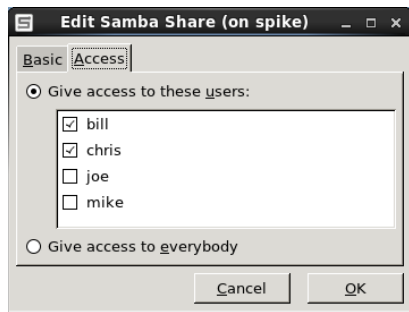 Edit Samba Share (on spike)
Basic Access
Give access to these users:
bill
chris
joe
mike
Give access to everybody
Cancel OK